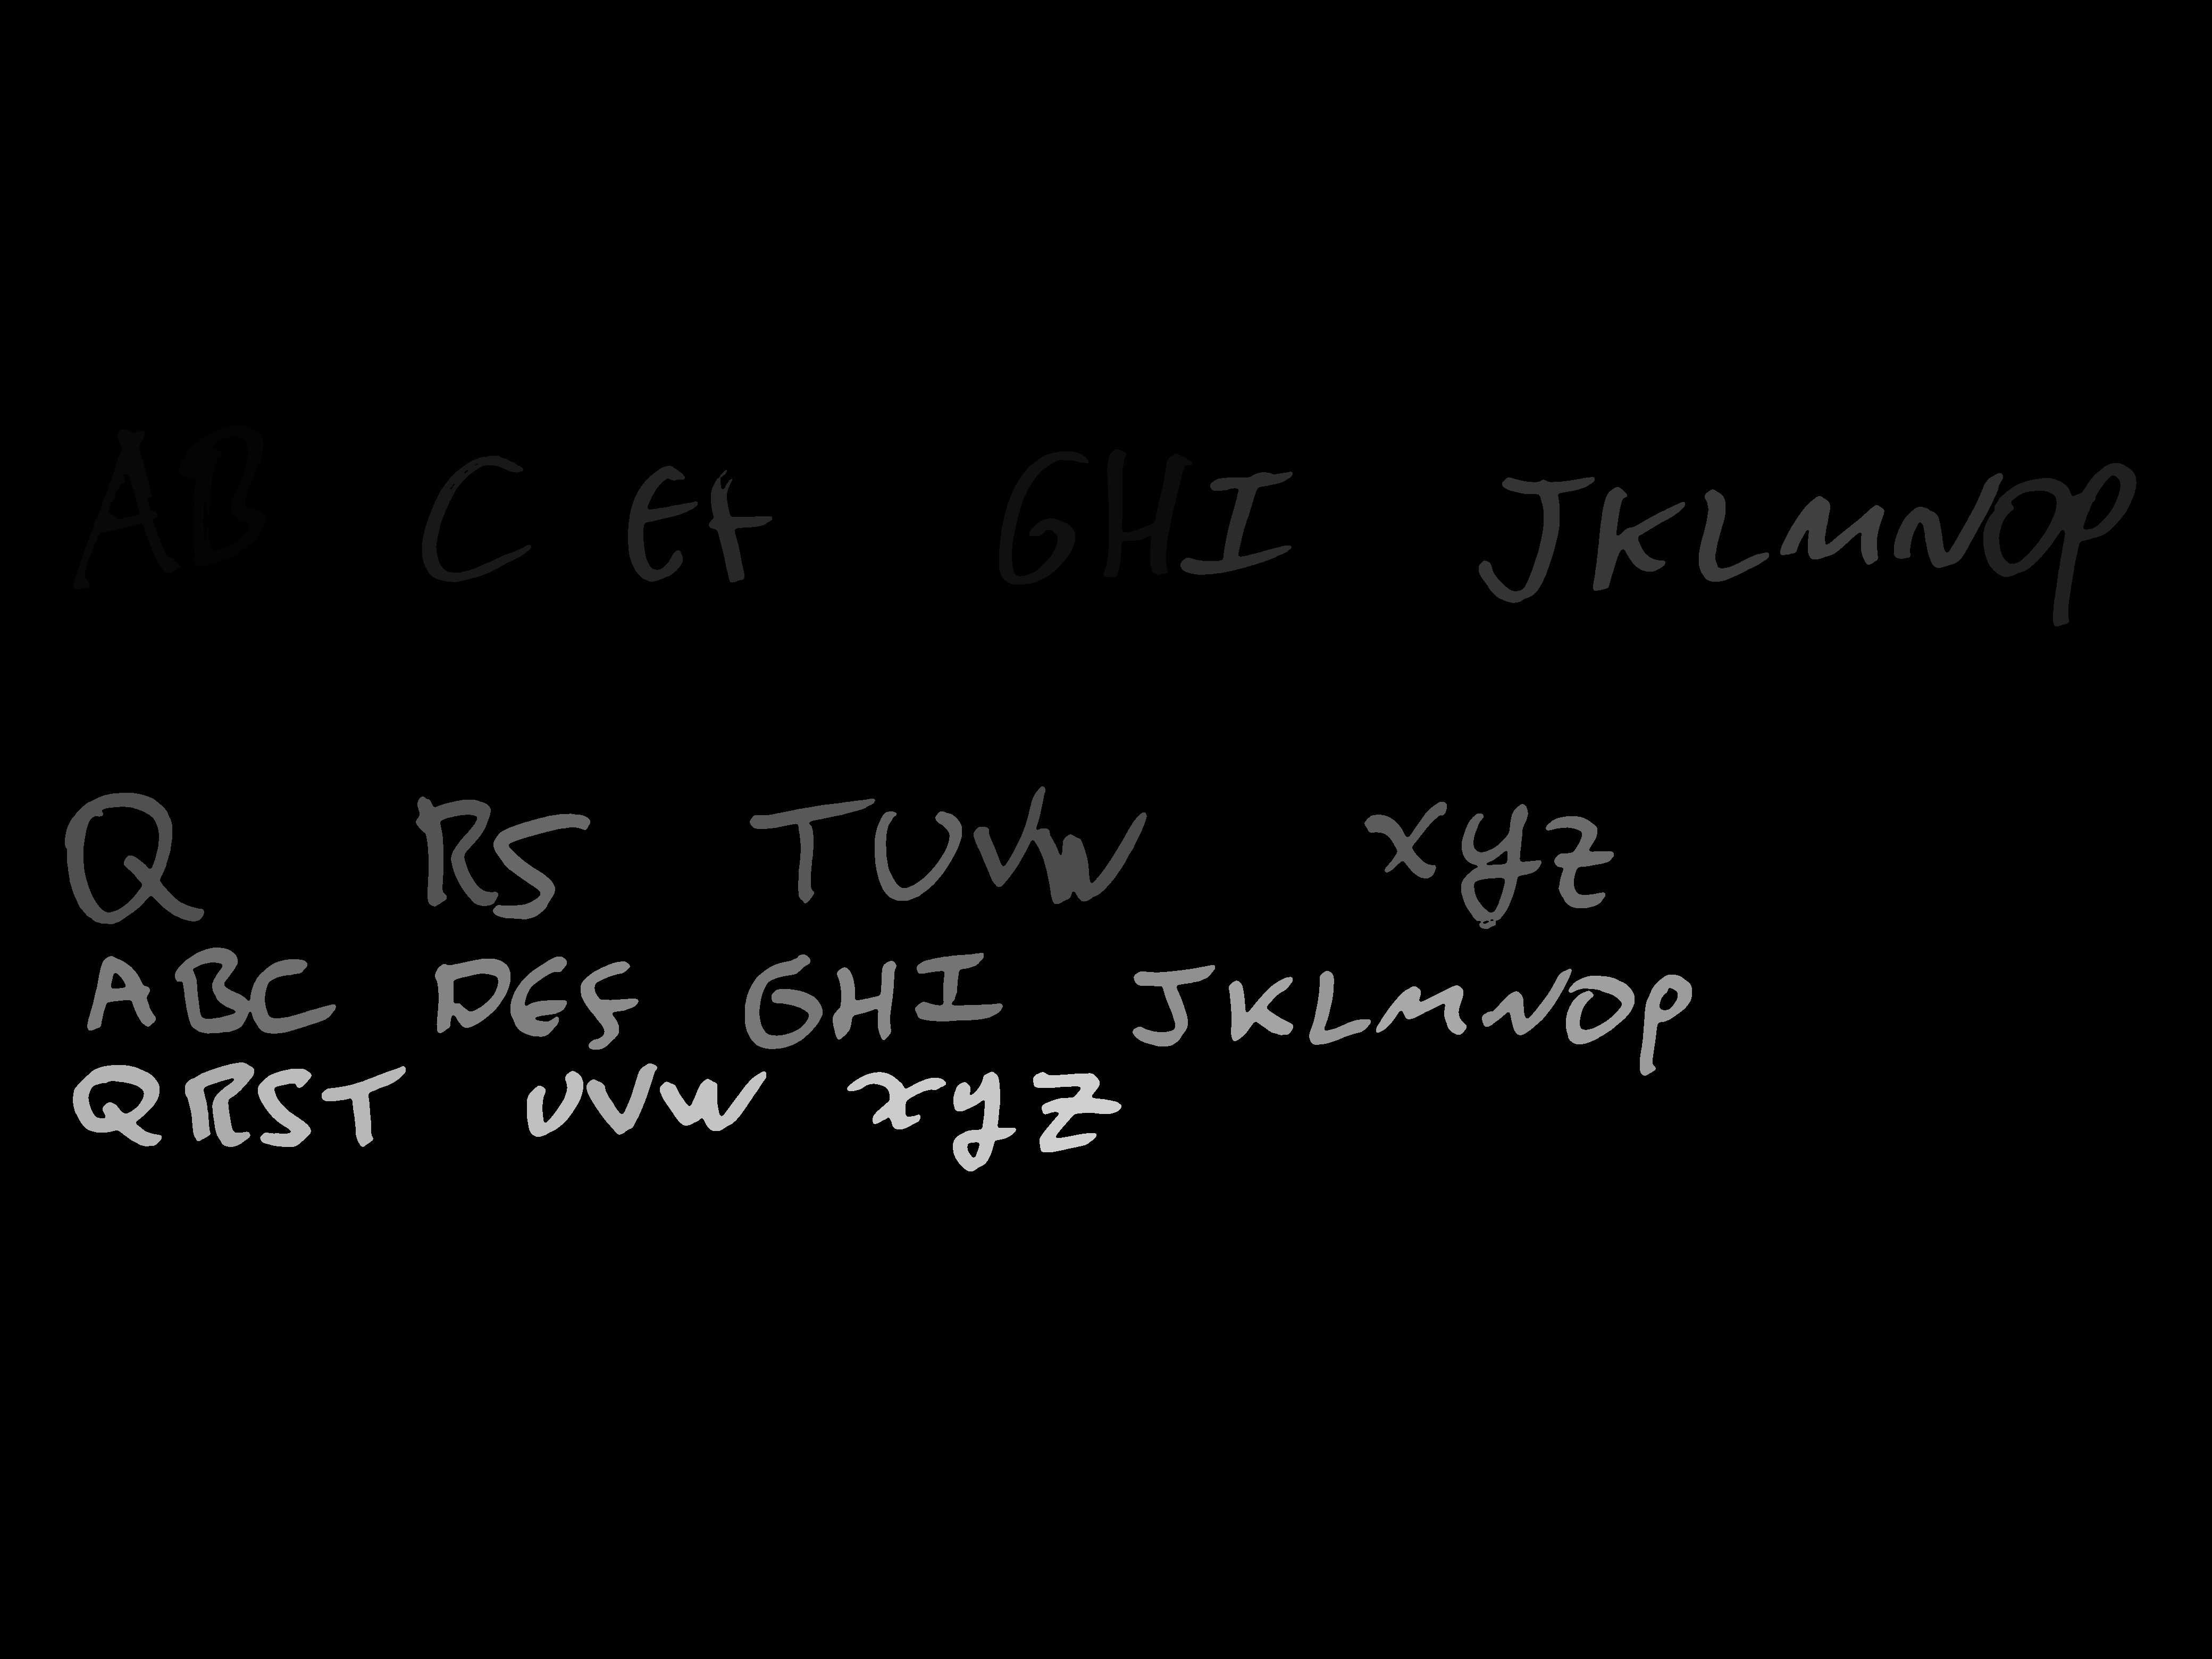 AB C Ef GHI JKLMNOP
Q RS TUVW xyz
ABC DEF GHI JKLMNOP
QRST UVW xyz